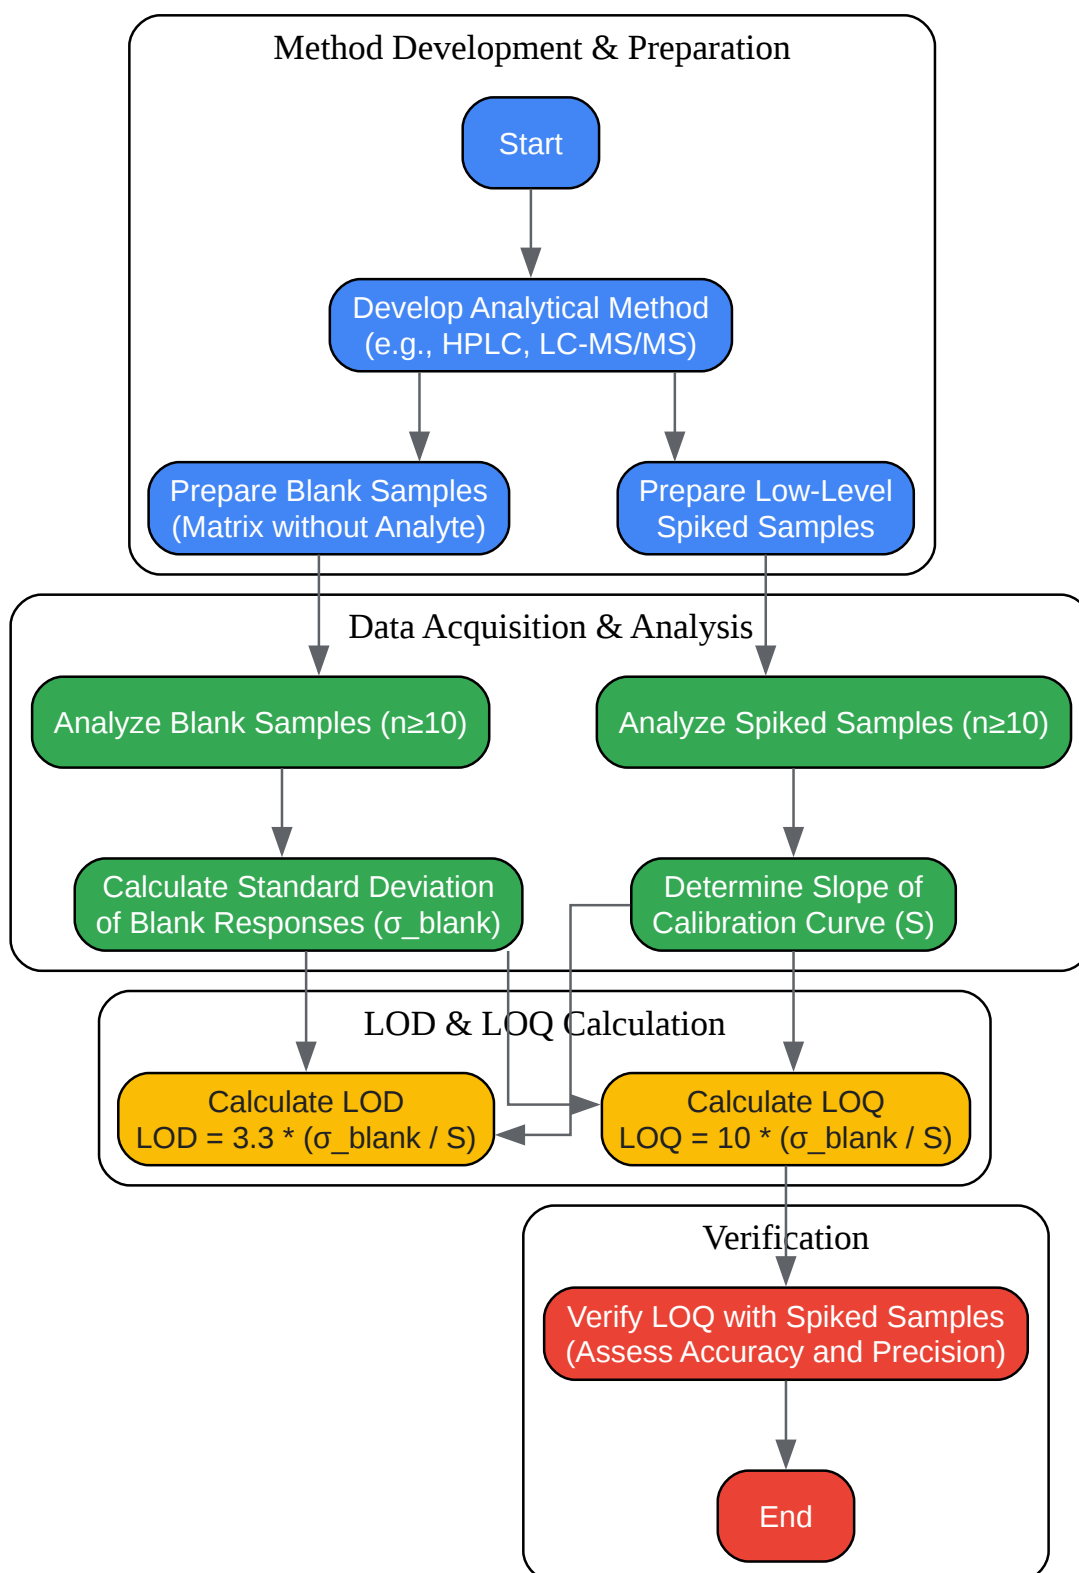 Method Development & Preparation
Start
Develop Analytical Method
(e.g., HPLC, LC-MS/MS)
Prepare Blank Samples
(Matrix without Analyte)
Prepare Low-Level
Spiked Samples
Data Acquisition & Analysis
Analyze Blank Samples (n≥10)
Analyze Spiked Samples (n≥10)
Calculate Standard Deviation
of Blank Responses (σ_blank)
Determine Slope of
Calibration Curve (S)
LOD & LOQ Calculation
Calculate LOD
LOD = 3.3 * (σ_blank / S)
Calculate LOQ
LOQ = 10 * (σ_blank / S)
Verification
Verify LOQ with Spiked Samples
(Assess Accuracy and Precision)
End